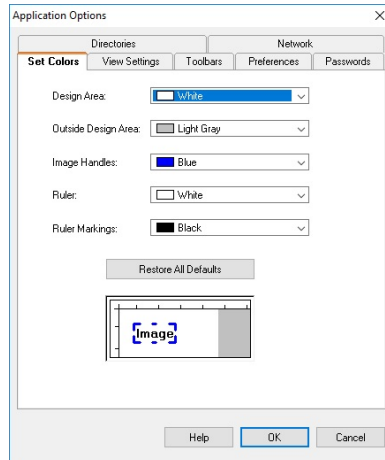 Application Options
Directories Network
Set Colors View Settings Toolbars Preferences Passwords
Design Area: White
Outside Design Area: Light Gray
Image Handles: Blue
Ruler: White
Ruler Markings: Black
Restore All Defaults
Image
Help OK Cancel